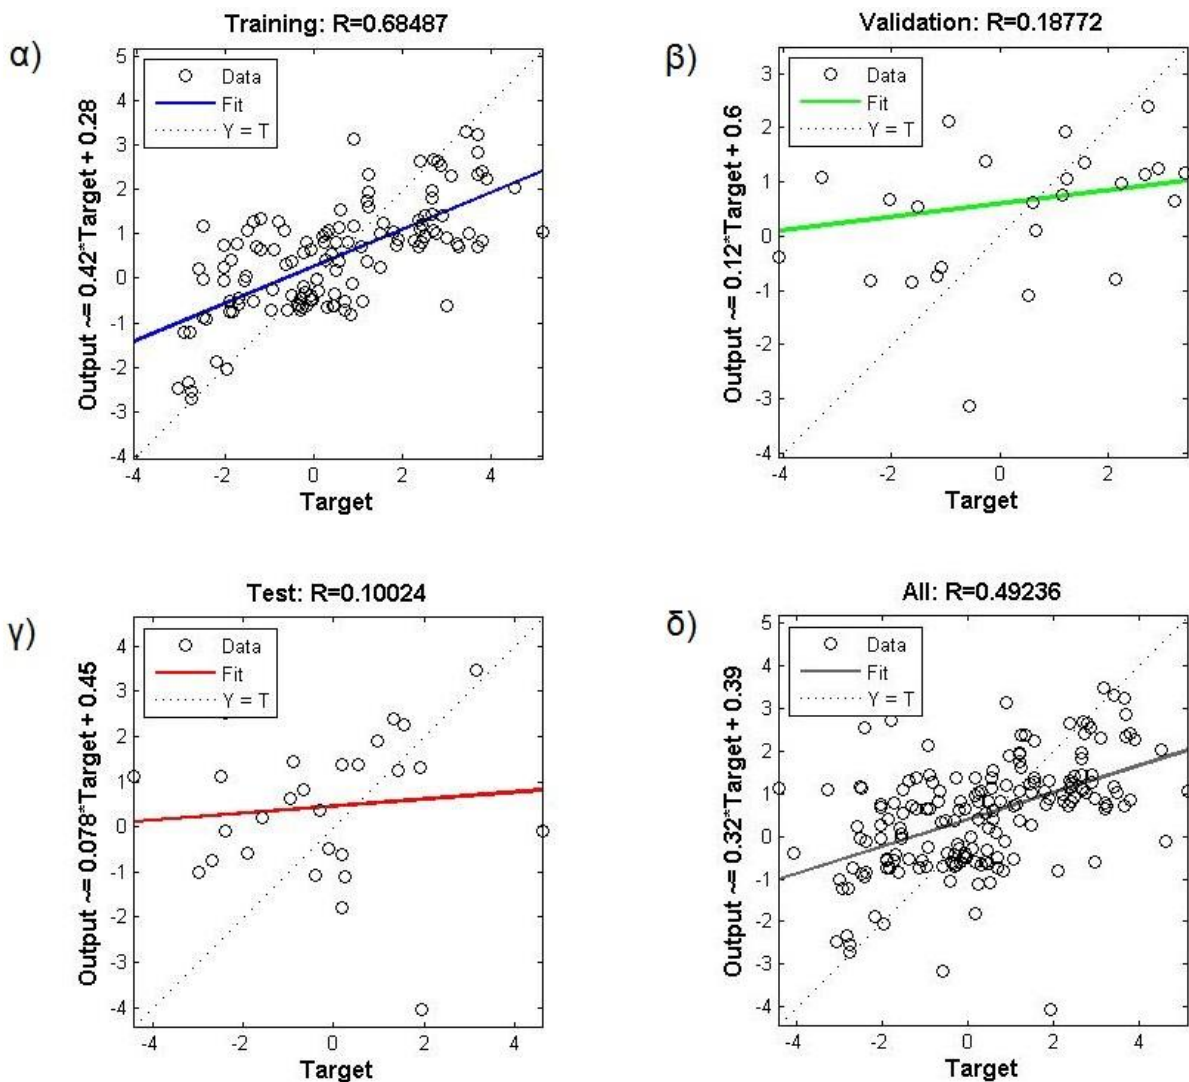 α)
Training: R=0.68487
Output ~= 0.42*Target + 0.28
5
4
3
2
1
0
-1
-2
-3
-4
Data
Fit
Y = T
-4 -2 0 2 4
Target
β)
Validation: R=0.18772
Output ~= 0.12*Target + 0.6
3
2
1
0
-1
-2
-3
-4
Data
Fit
Y = T
-4 -2 0 2
Target
γ)
Test: R=0.10024
Output ~= 0.078*Target + 0.45
4
3
2
1
0
-1
-2
-3
-4
Data
Fit
Y = T
-4 -2 0 2 4
Target
δ)
All: R=0.49236
Output ~= 0.32*Target + 0.39
5
4
3
2
1
0
-1
-2
-3
-4
Data
Fit
Y = T
-4 -2 0 2 4
Target